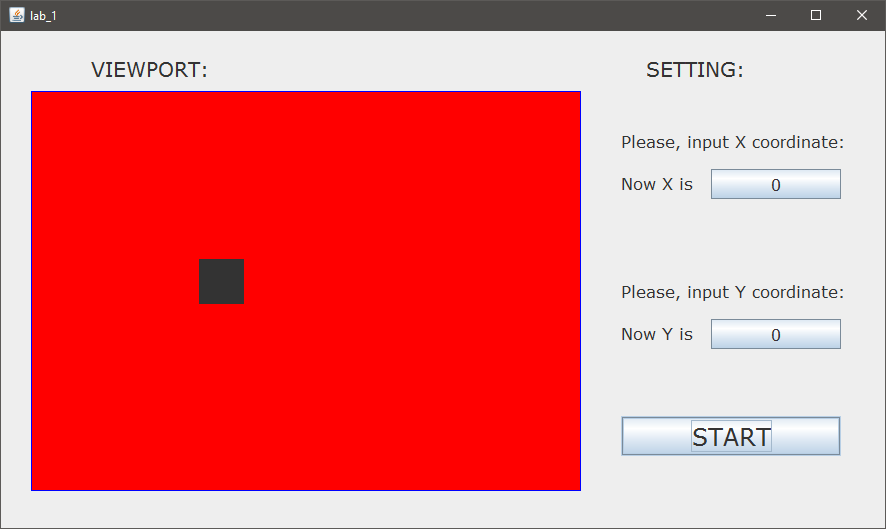 lab_1
VIEWPORT:
SETTING:
Please, input X coordinate:
Now X is
0
Please, input Y coordinate:
Now Y is
0
START